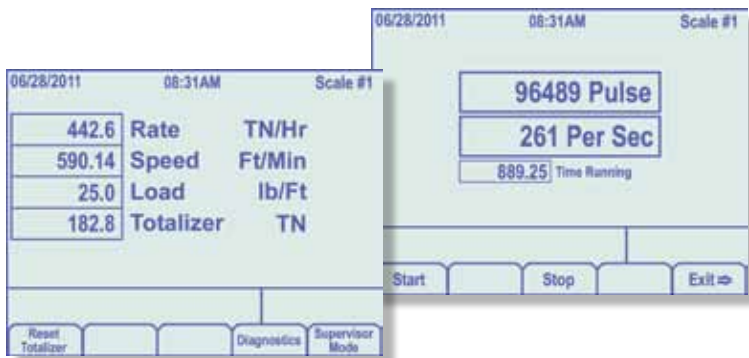 06/28/2011 08:31AM Scale #1
442.6 Rate TN/Hr
590.14 Speed Ft/Min
25.0 Load lb/Ft
182.8 Totalizer TN
Reset Totalizer Diagnostics Supervisor Mode
06/28/2011 08:31AM Scale #1
96489 Pulse
261 Per Sec
889.25 Time Running
Start Stop Exit⇨